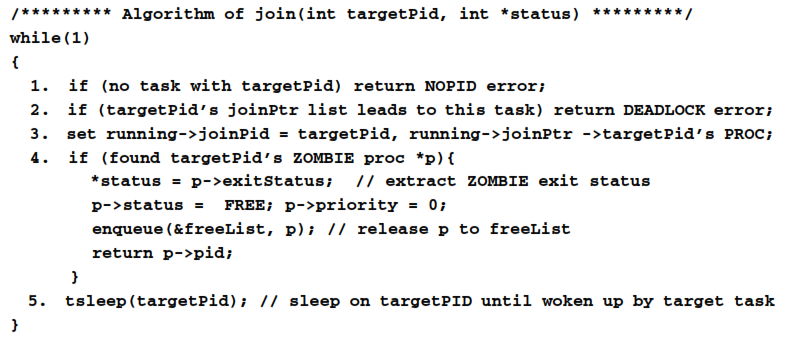 /********* Algorithm of join(int targetPid, int *status) *********/
while(1)
{
1. if (no task with targetPid) return NOPID error;
2. if (targetPid’s joinPtr list leads to this task) return DEADLOCK error;
3. set running->joinPid = targetPid, running->joinPtr ->targetPid’s PROC;
4. if (found targetPid’s ZOMBIE proc *p){
*status = p->exitStatus; // extract ZOMBIE exit status
p->status = FREE; p->priority = 0;
enqueue(&freeList, p); // release p to freeList
return p->pid;
}
5. tsleep(targetPid); // sleep on targetPID until woken up by target task
}